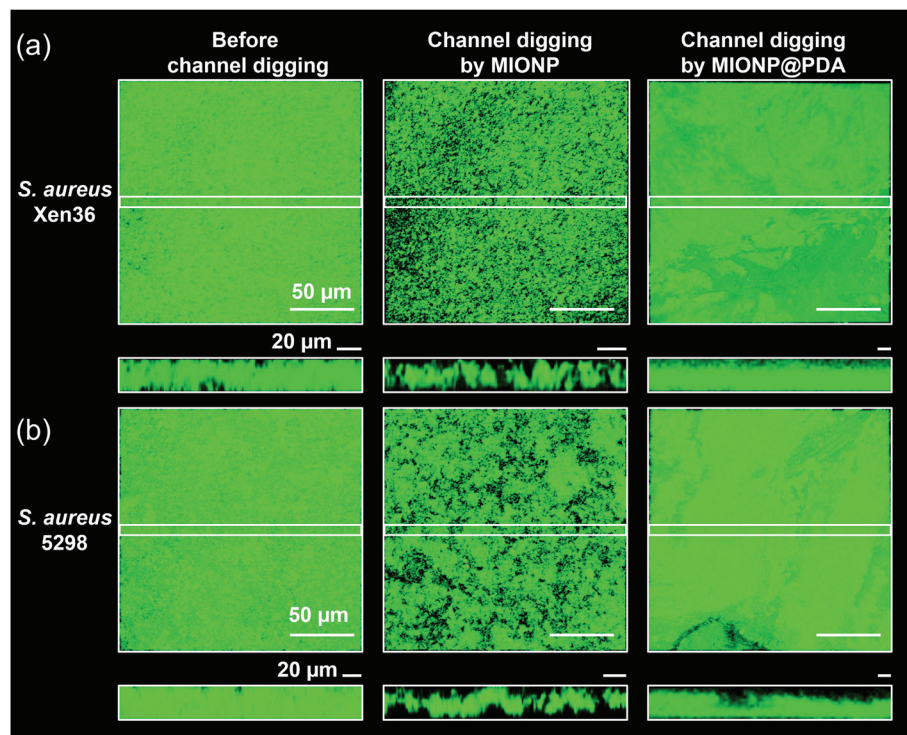 (a)
Before
channel digging
Channel digging
by MIONP
Channel digging
by MIONP@PDA
S. aureus
Xen36
50 µm
20 µm
(b)
S. aureus
5298
50 µm
20 µm